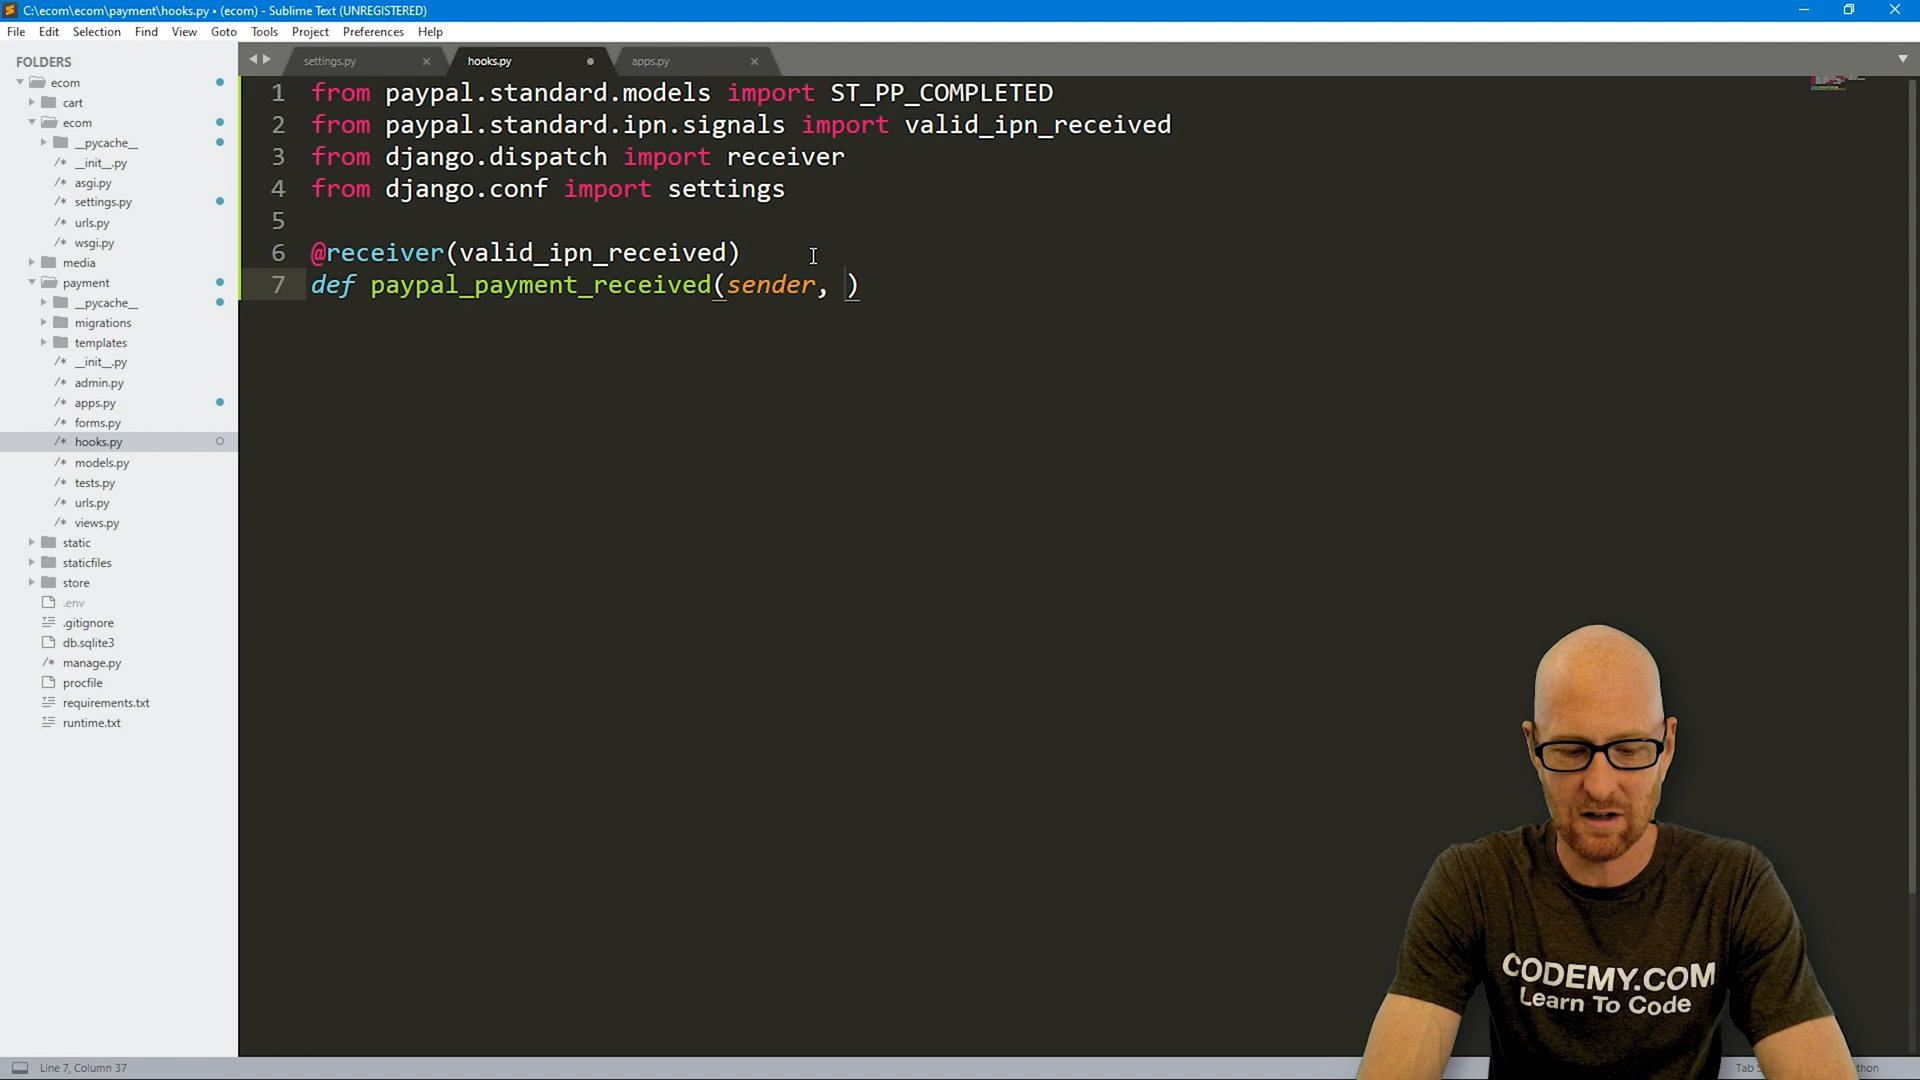 C:\ecom\ecom\payment\hooks.py • (ecom) - Sublime Text (UNREGISTERED)
File Edit Selection Find View Goto Tools Project Preferences Help
FOLDERS
ecom
cart
ecom
__pycache__
__init__.py
asgi.py
settings.py
urls.py
wsgi.py
media
payment
__pycache__
migrations
templates
__init__.py
admin.py
apps.py
forms.py
hooks.py
models.py
tests.py
urls.py
views.py
static
staticfiles
store
.env
.gitignore
db.sqlite3
manage.py
procfile
requirements.txt
runtime.txt
settings.py hooks.py apps.py
1 from paypal.standard.models import ST_PP_COMPLETED
2 from paypal.standard.ipn.signals import valid_ipn_received
3 from django.dispatch import receiver
4 from django.conf import settings
5
6 @receiver(valid_ipn_received)
7 def paypal_payment_received(sender, )
CODEMY.COM
Learn To Code
Line 7, Column 37